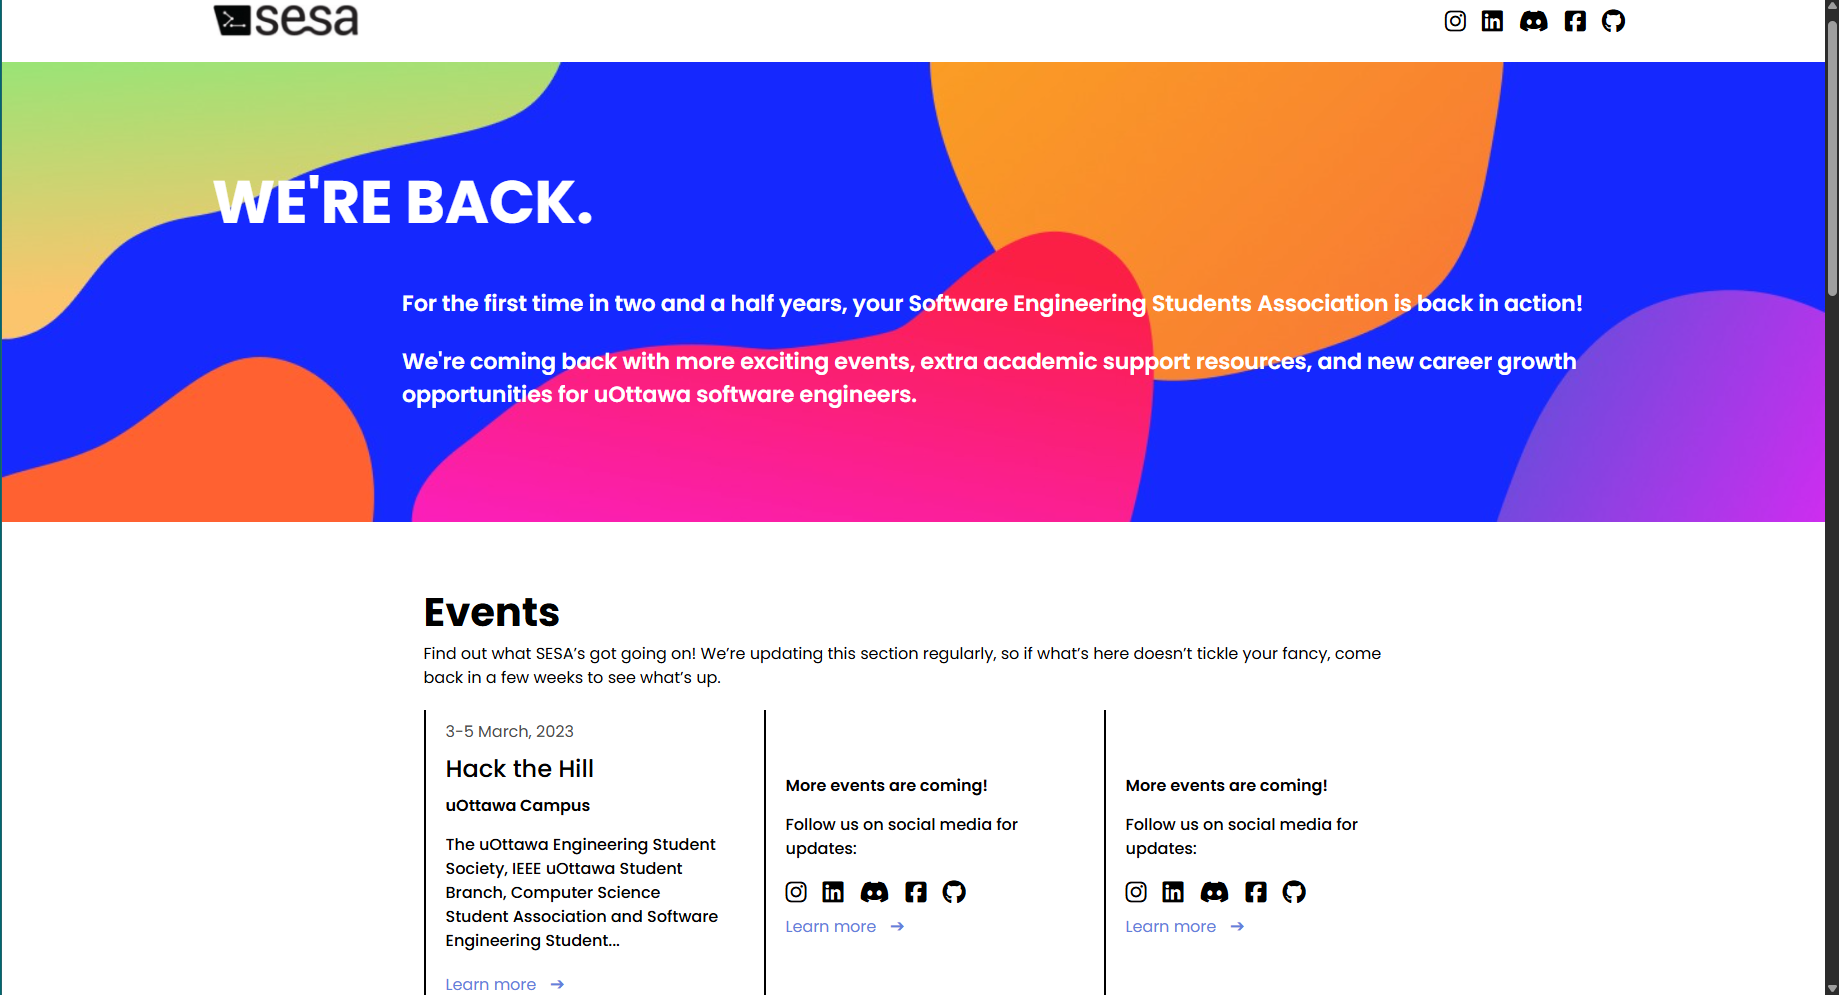 sesa
WE'RE BACK.
For the first time in two and a half years, your Software Engineering Students Association is back in action!
We're coming back with more exciting events, extra academic support resources, and new career growth
opportunities for uOttawa software engineers.
Events
Find out what SESA’s got going on! We’re updating this section regularly, so if what’s here doesn’t tickle your fancy, come
back in a few weeks to see what’s up.
3-5 March, 2023
Hack the Hill
uOttawa Campus
The uOttawa Engineering Student
Society, IEEE uOttawa Student
Branch, Computer Science
Student Association and Software
Engineering Student...
Learn more
More events are coming!
Follow us on social media for
updates:
Learn more
More events are coming!
Follow us on social media for
updates:
Learn more